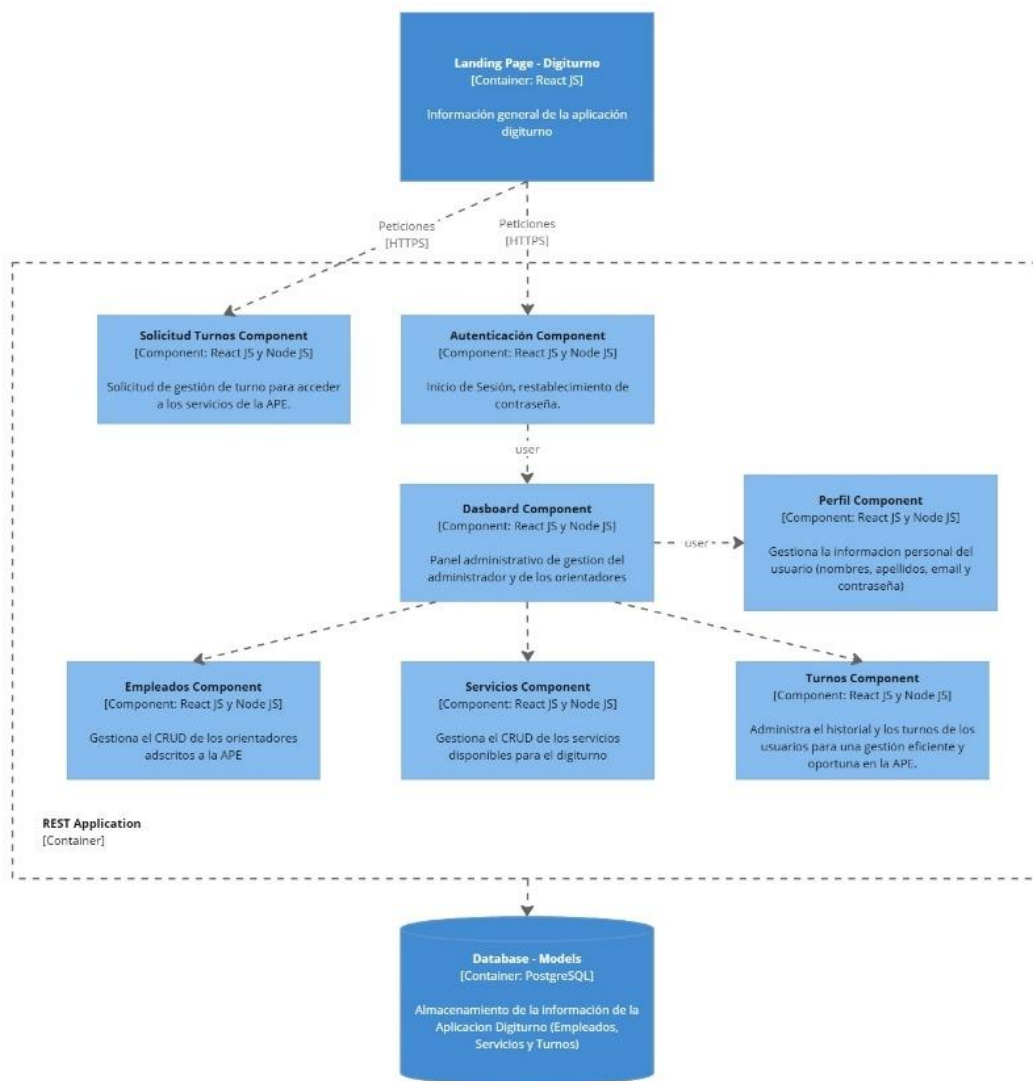 Landing Page - Digiturno
[Container: React JS]
Información general de la aplicación
digiturno
Peticiones
[HTTPS]
Peticiones
[HTTPS]
Solicitud Turnos Component
[Component: React JS y Node JS]
Solicitud de gestión de turno para acceder
a los servicios de la APE.
Autenticación Component
[Component: React JS y Node JS]
Inicio de Sesión, restablecimiento de
contraseña.
user
Dasboard Component
[Component: React JS y Node JS]
Panel administrativo de gestion del
administrador y de los orientadores
user
Perfil Component
[Component: React JS y Node JS]
Gestiona la informacion personal del
usuario (nombres, apellidos, email y
contraseña)
Empleados Component
[Component: React JS y Node JS]
Gestiona el CRUD de los orientadores
adscritos a la APE
Servicios Component
[Component: React JS y Node JS]
Gestiona el CRUD de los servicios
disponibles para el digiturno
Turnos Component
[Component: React JS y Node JS]
Administra el historial y los turnos de los
usuarios para una gestión eficiente y
oportuna en la APE.
REST Application
[Container]
Database - Models
[Container: PostgreSQL]
Almacenamiento de la información de la
Aplicacion Digiturno (Empleados,
Servicios y Turnos)